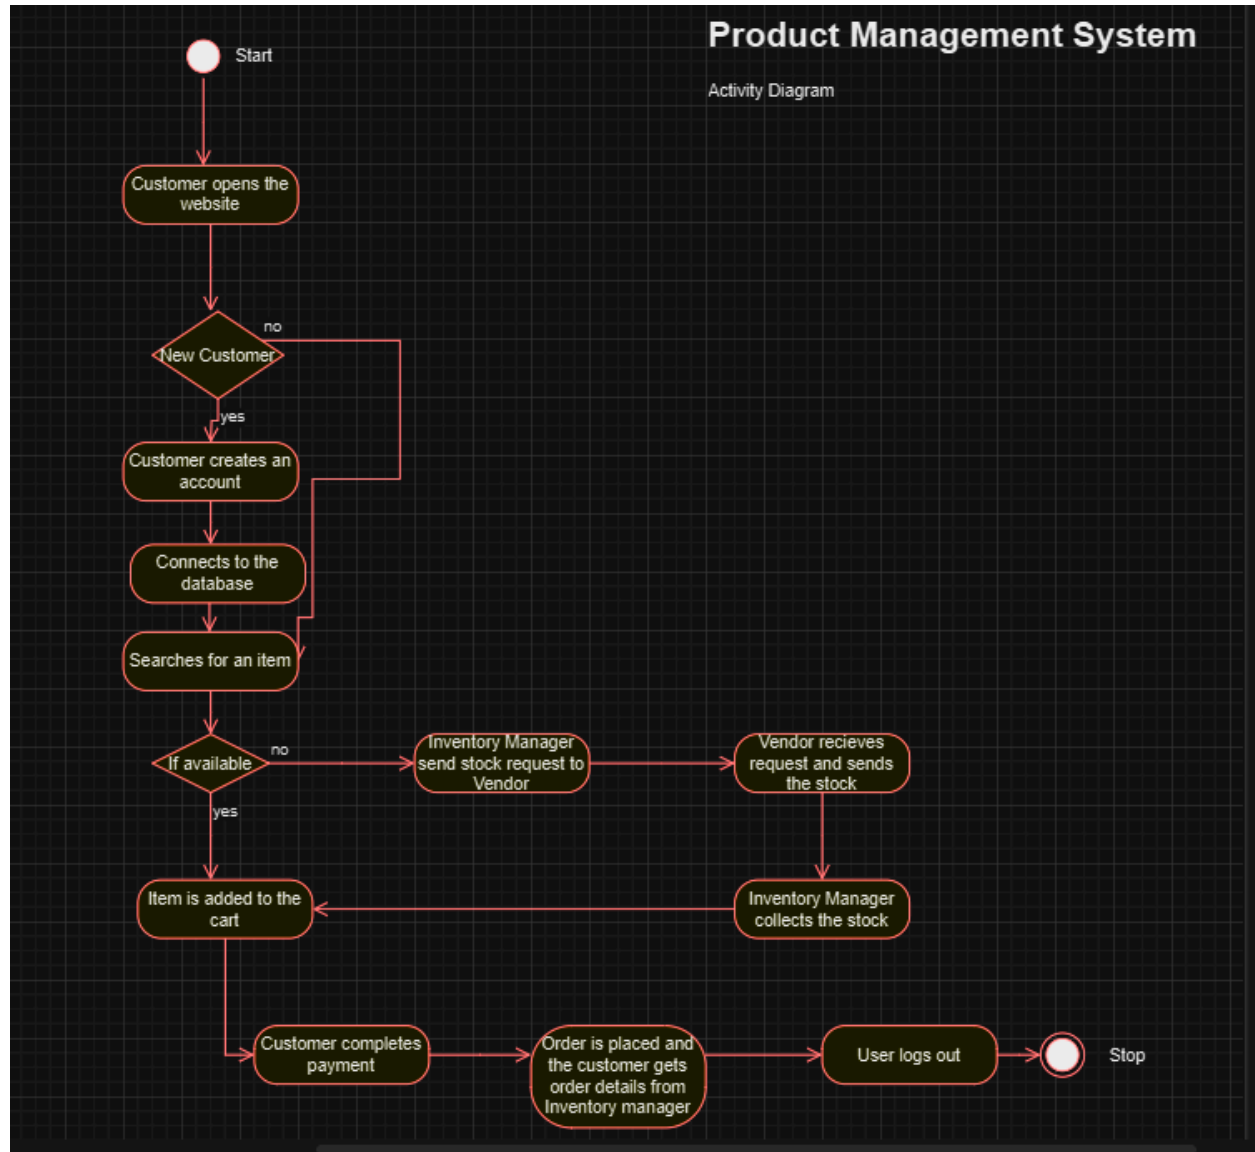 Product Management System
Start
Activity Diagram
Customer opens the
website
no
New Customer
yes
Customer creates an
account
Connects to the
database
Searches for an item
no
If available
yes
Inventory Manager
send stock request to
Vendor
Vendor recieves
request and sends
the stock
Item is added to the
cart
Inventory Manager
collects the stock
Customer completes
payment
Order is placed and
the customer gets
order details from
Inventory manager
User logs out
Stop